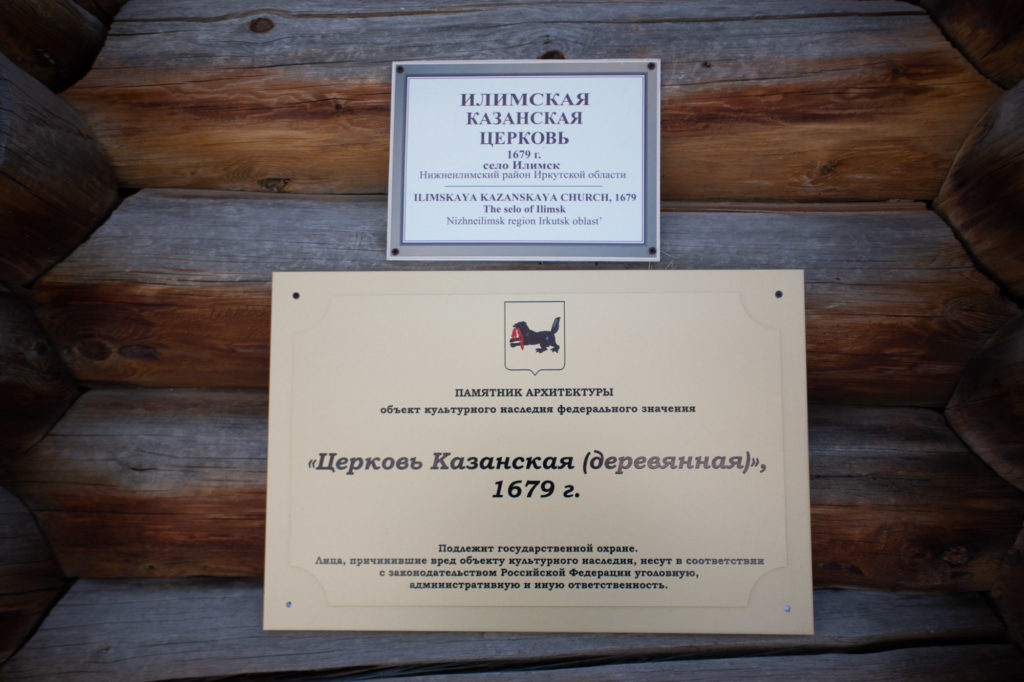 ИЛИМСКАЯ
КАЗАНСКАЯ
ЦЕРКОВЬ
1679 г.
село Илимск
Нижнеилимский район Иркутской области
ILIMSKAYA KAZANSKAYA CHURCH, 1679
The selo of Ilimsk
Nizhneilimsk region Irkutsk oblast'
ПАМЯТНИК АРХИТЕКТУРЫ
объект культурного наследия федерального значения
«Церковь Казанская (деревянная)»,
1679 г.
Подлежит государственной охране.
Лица, причинившие вред объекту культурного наследия, несут в соответствии
с законодательством Российской Федерации уголовную,
административную и иную ответственность.